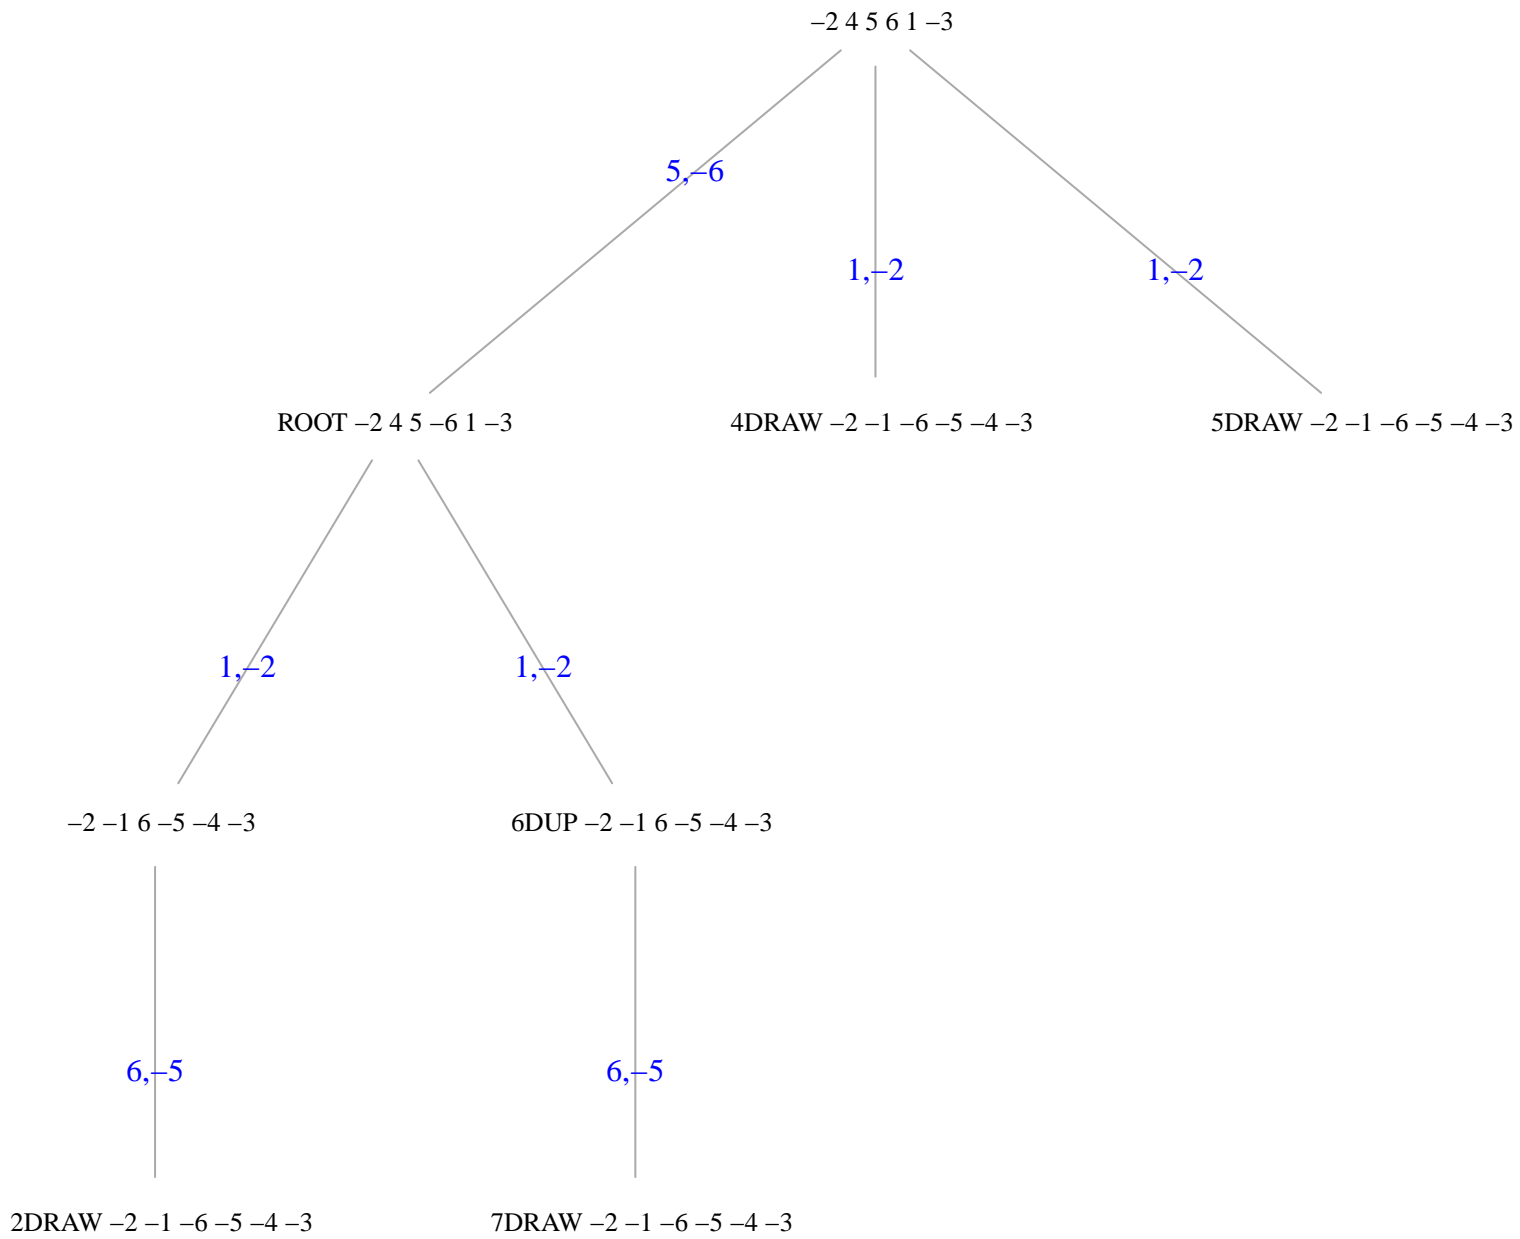 –2 4 5 6 1 –3
5,–6
1,–2
1,–2
ROOT –2 4 5 –6 1 –3
4DRAW –2 –1 –6 –5 –4 –3
5DRAW –2 –1 –6 –5 –4 –3
1,–2
1,–2
–2 –1 6 –5 –4 –3
6DUP –2 –1 6 –5 –4 –3
6,–5
6,–5
2DRAW –2 –1 –6 –5 –4 –3
7DRAW –2 –1 –6 –5 –4 –3